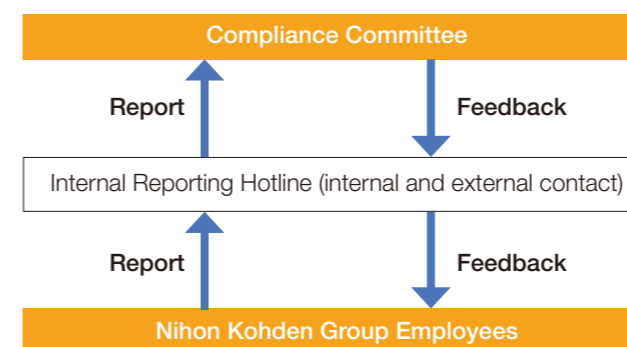 Compliance Committee
Report
Feedback
Internal Reporting Hotline (internal and external contact)
Report
Feedback
Nihon Kohden Group Employees